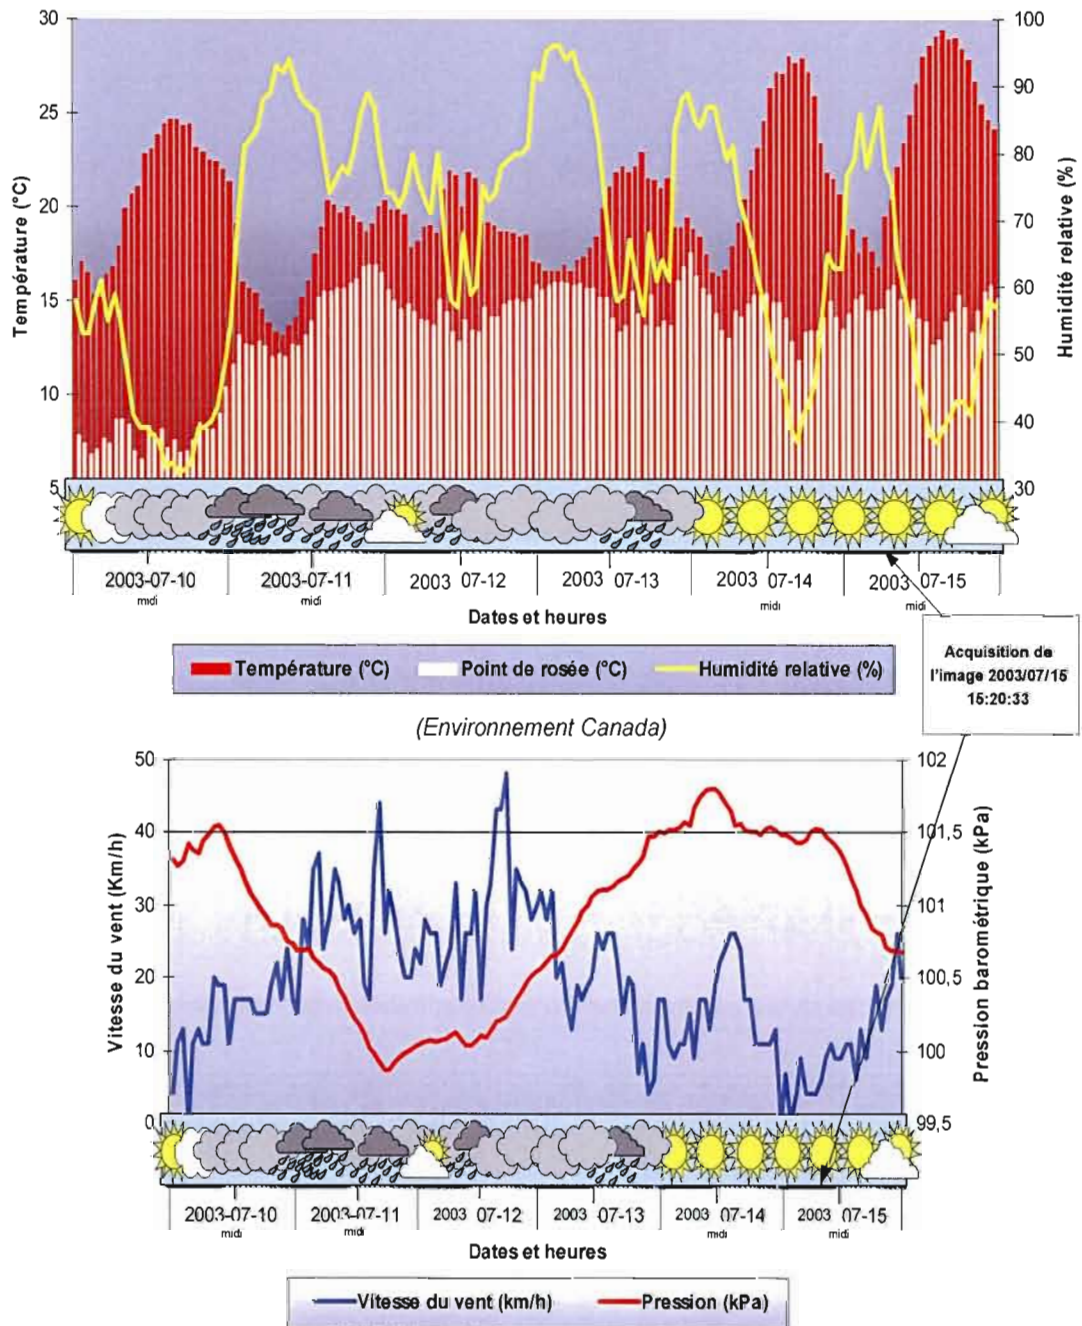 30
25
20
15
10
5
Température (°C)
100
90
80
70
60
50
40
30
Humidité relative (%)
2003-07-10
2003-07-11
2003 07-12
2003 07-13
2003 07-14
2003 07-15
midi
midi
midi
midi
Dates et heures
Température (°C)
Point de rosée (°C)
Humidité relative (%)
Acquisition de
l'image 2003/07/15
15:20:33
(Environnement Canada)
50
40
30
20
10
0
Vitesse du vent (Km/h)
102
101,5
101
100,5
100
99,5
Pression barométrique (kPa)
2003-07-10
2003-07-11
2003 07-12
2003 07-13
2003 07-14
2003 07-15
midi
midi
midi
midi
Dates et heures
Vitesse du vent (km/h)
Pression (kPa)